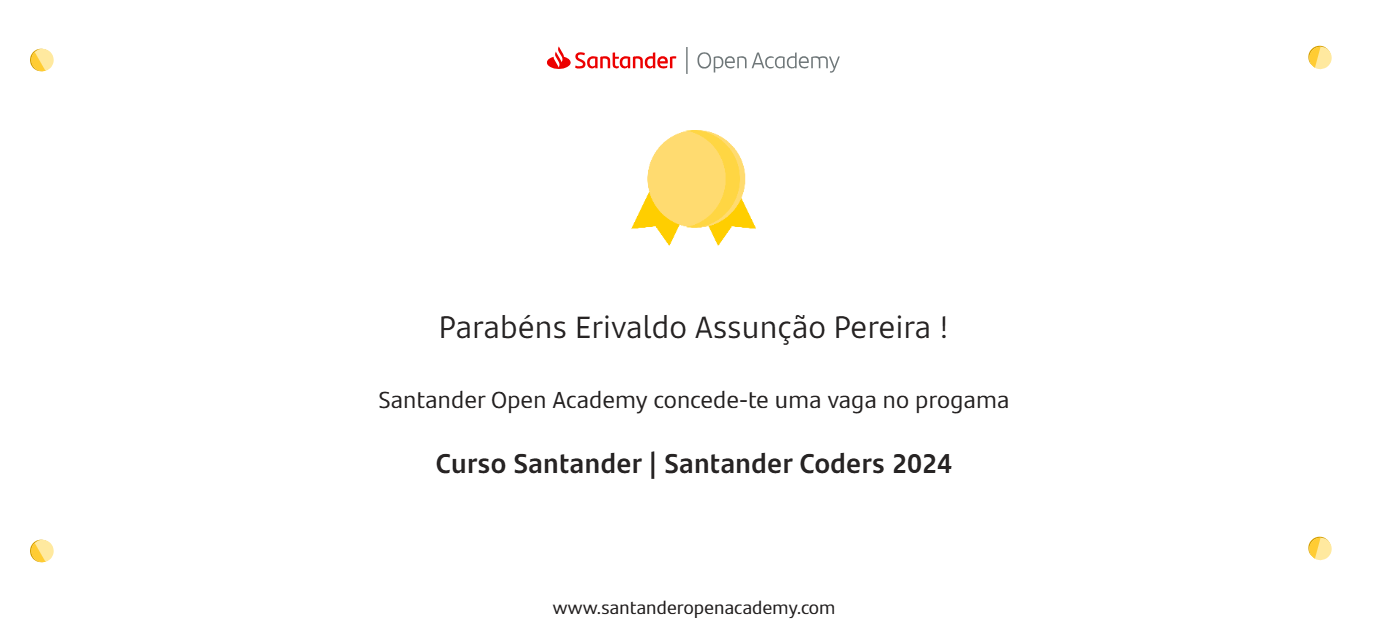 Santander | Open Academy
Parabéns Erivaldo Assunção Pereira !
Santander Open Academy concede-te uma vaga no progama
Curso Santander | Santander Coders 2024
www.santanderopenacademy.com